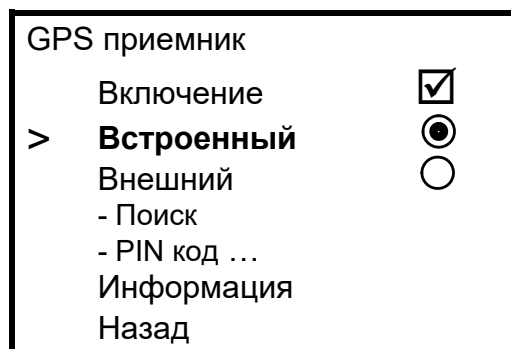 GPS приемник
Включение
> Встроенный
Внешний
- Поиск
- PIN код …
Информация
Назад